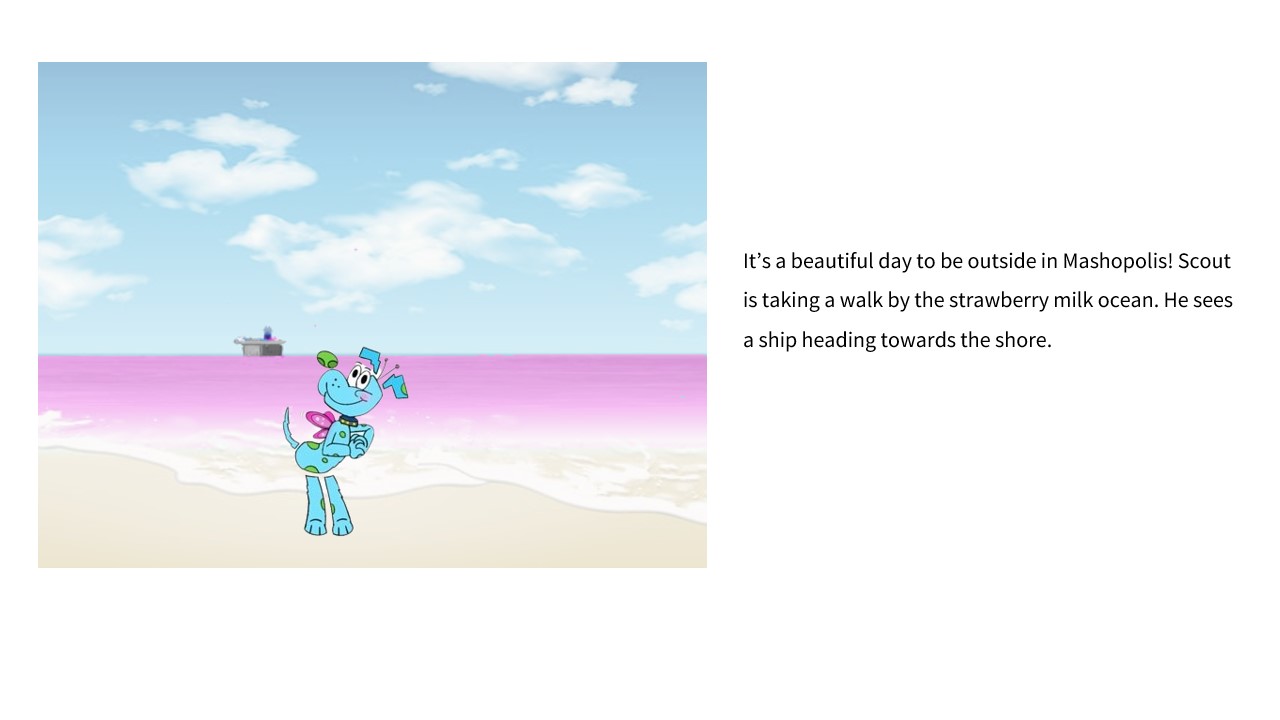 It’s a beautiful day to be outside in Mashopolis! Scout
is taking a walk by the strawberry milk ocean. He sees
a ship heading towards the shore.